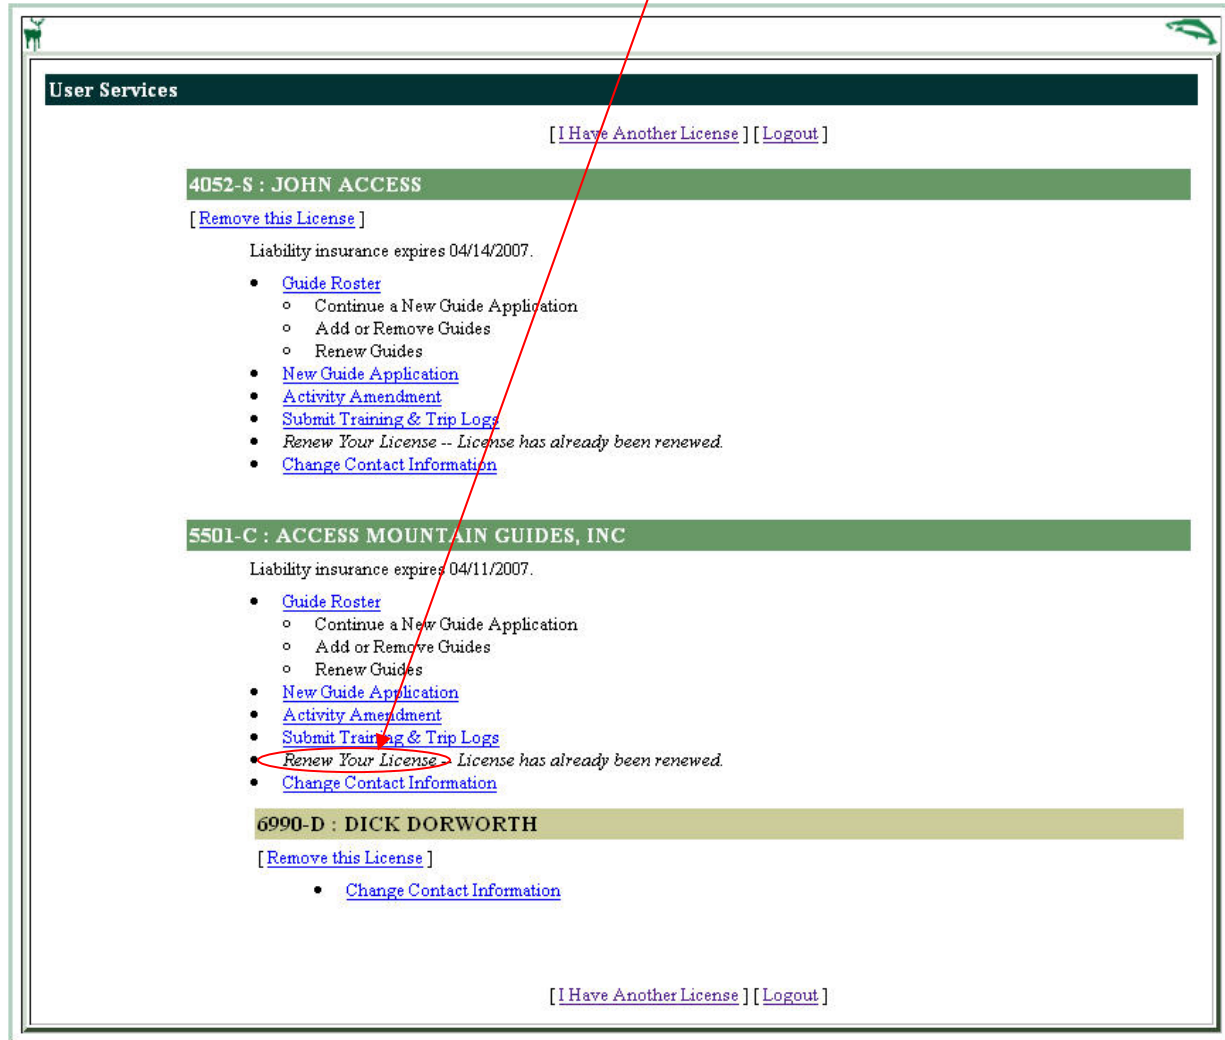 User Services
[ I Have Another License ] [ Logout ]
4052-S : JOHN ACCESS
[ Remove this License ]
Liability insurance expires 04/14/2007.
Guide Roster
Continue a New Guide Application
Add or Remove Guides
Renew Guides
New Guide Application
Activity Amendment
Submit Training & Trip Logs
Renew Your License -- License has already been renewed.
Change Contact Information
5501-C : ACCESS MOUNTAIN GUIDES, INC
Liability insurance expires 04/11/2007.
Guide Roster
Continue a New Guide Application
Add or Remove Guides
Renew Guides
New Guide Application
Activity Amendment
Submit Training & Trip Logs
Renew Your License -- License has already been renewed.
Change Contact Information
6990-D : DICK DORWORTH
[ Remove this License ]
Change Contact Information
[ I Have Another License ] [ Logout ]